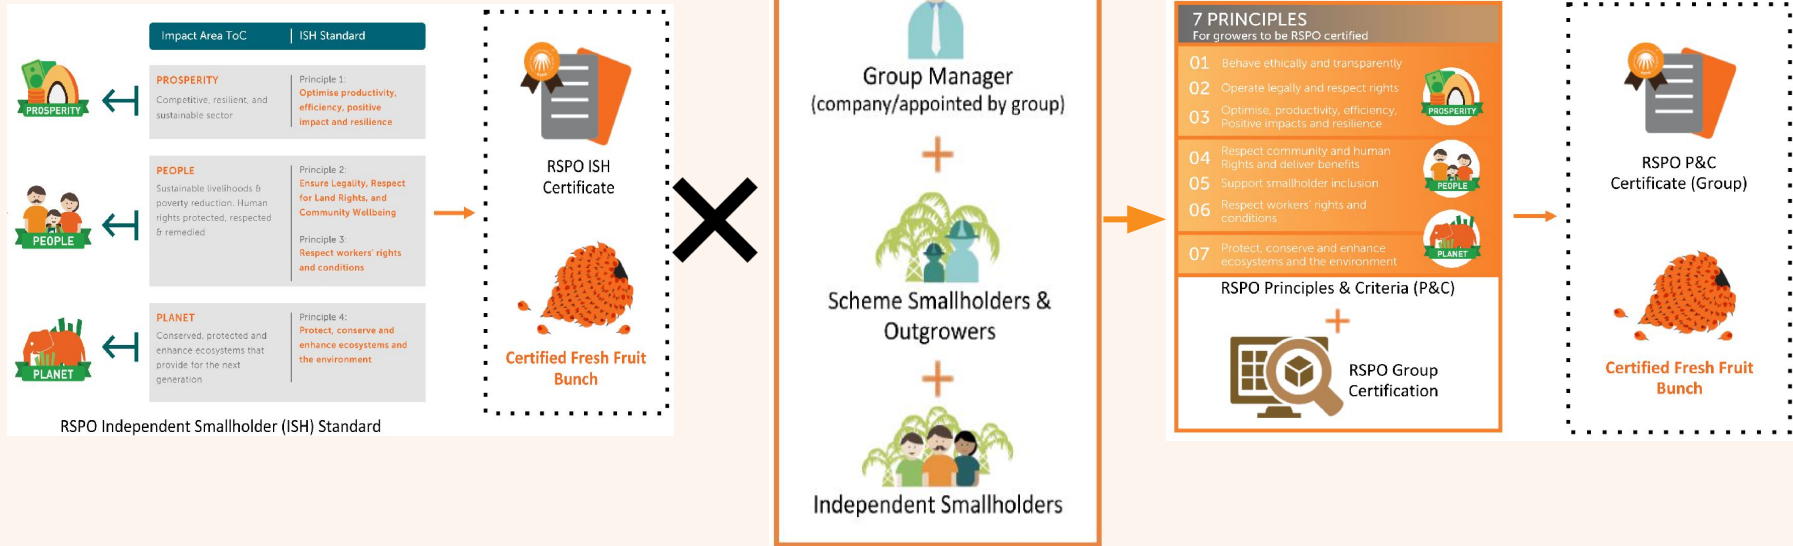 Impact Area ToC
ISH Standard
PROSPERITY
PROSPERITY
Competitive, resilient, and
sustainable sector
Principle 1:
Optimise productivity,
efficiency, positive
impact and resilience
PEOPLE
PEOPLE
Sustainable livelihoods &
poverty reduction. Human
rights protected, respected
& remedied
Principle 2:
Ensure Legality, Respect
for Land Rights, and
Community Wellbeing
Principle 3:
Respect workers' rights
and conditions
PLANET
PLANET
Conserved, protected and
enhance ecosystems that
provide for the next
generation
Principle 4:
Protect, conserve and
enhance ecosystems and
the environment
RSPO Independent Smallholder (ISH) Standard
RSPO ISH
Certificate
Certified Fresh Fruit
Bunch
Group Manager
(company/appointed by group)
Scheme Smallholders &
Outgrowers
Independent Smallholders
7 PRINCIPLES
For growers to be RSPO certified
01 Behave ethically and transparently
02 Operate legally and respect rights
03 Optimise, productivity, efficiency,
Positive impacts and resilience
PROSPERITY
04 Respect community and human
Rights and deliver benefits
05 Support smallholder inclusion
06 Respect workers' rights and
conditions
PEOPLE
07 Protect, conserve and enhance
ecosystems and the environment
PLANET
RSPO Principles & Criteria (P&C)
RSPO Group
Certification
RSPO P&C
Certificate (Group)
Certified Fresh Fruit
Bunch